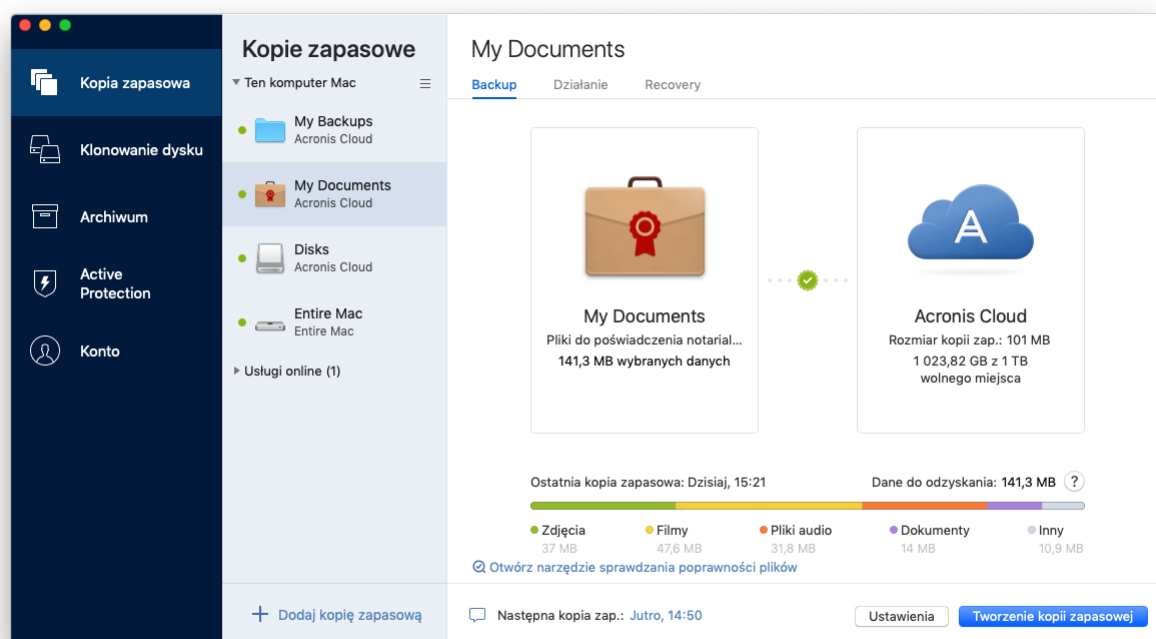 Kopia zapasowa
Klonowanie dysku
Archiwum
Active
Protection
Konto
Kopie zapasowe
Ten komputer Mac
My Backups
Acronis Cloud
My Documents
Acronis Cloud
Disks
Acronis Cloud
Entire Mac
Entire Mac
Usługi online (1)
Dodaj kopię zapasową
My Documents
Backup Działanie Recovery
My Documents
Pliki do poświadczenia notarial...
141,3 MB wybranych danych
A
Acronis Cloud
Rozmiar kopii zap.: 101 MB
1 023,82 GB z 1 TB
wolnego miejsca
Ostatnia kopia zapasowa: Dzisiaj, 15:21
Dane do odzyskania: 141,3 MB ?
Zdjęcia Filmy Pliki audio Dokumenty Inny
37 MB 47,6 MB 31,8 MB 14 MB 10,9 MB
Otwórz narzędzie sprawdzania poprawności plików
Następna kopia zap.: Jutro, 14:50
Ustawienia
Tworzenie kopii zapasowej